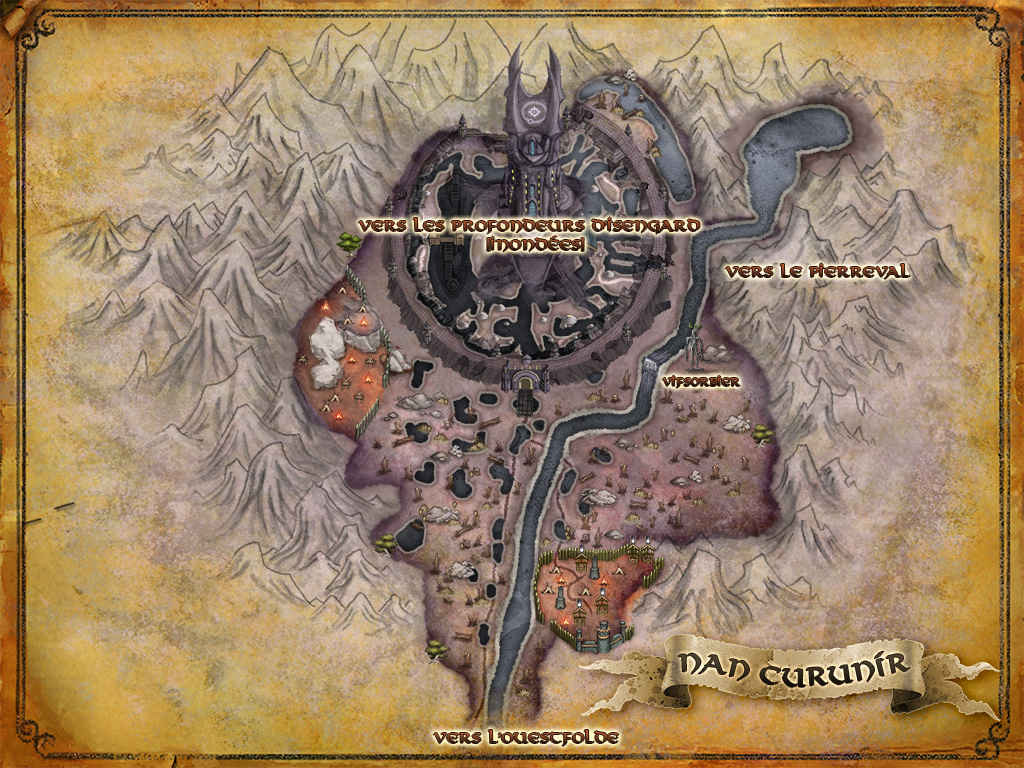 Vers les profondeurs d'Isengard
(inondées)
Vers le Pierreval
Vifsorbier
NAN CURUNÍR
Vers l'Ouestfolde